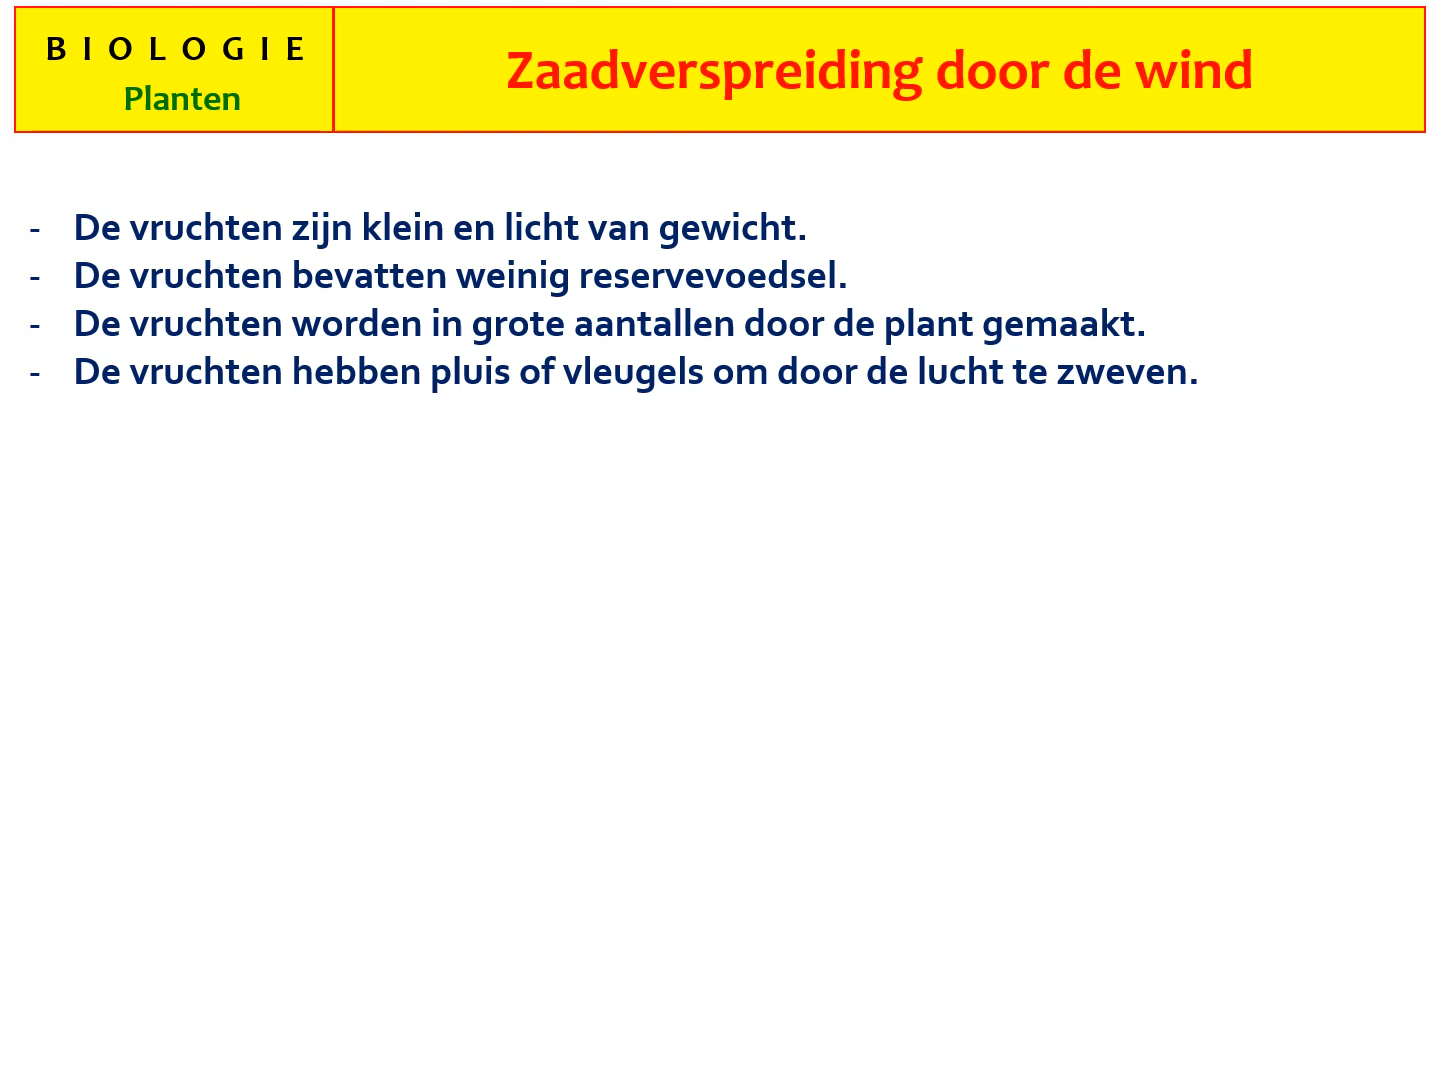 B I O L O G I E
Planten
Zaadverspreiding door de wind
- De vruchten zijn klein en licht van gewicht.
- De vruchten bevatten weinig reservevoedsel.
- De vruchten worden in grote aantallen door de plant gemaakt.
- De vruchten hebben pluis of vleugels om door de lucht te zweven.